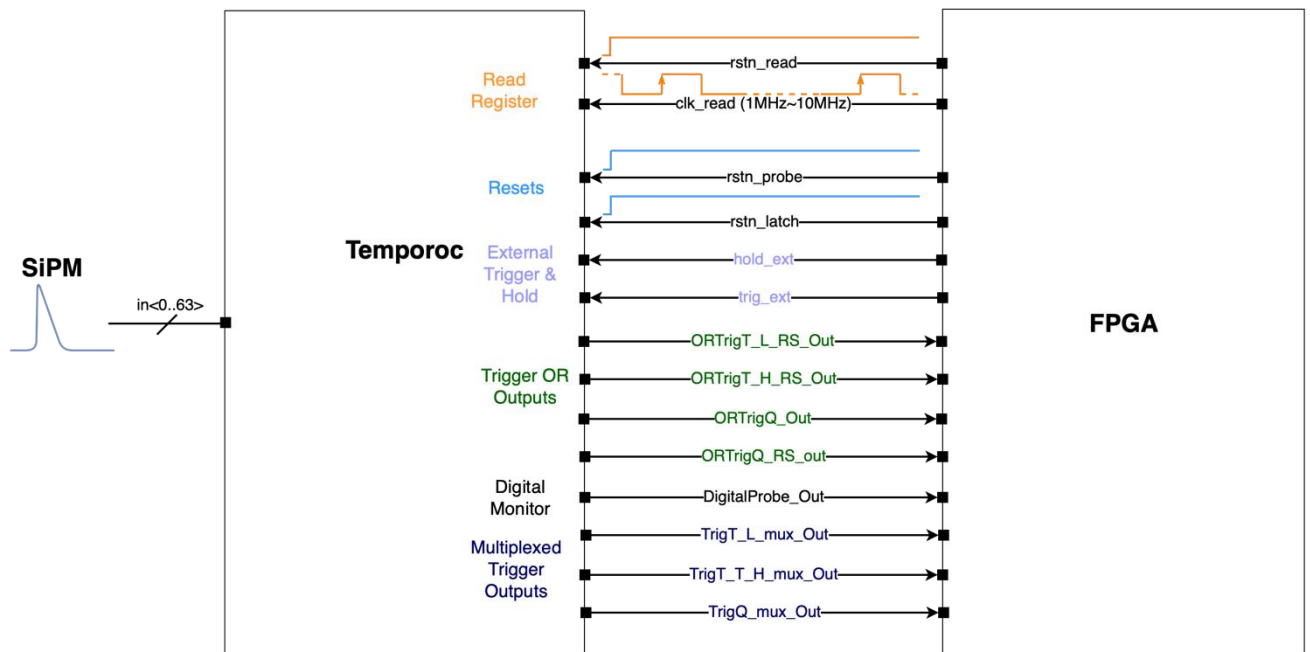 rstn_read
Read
Register
clk_read (1MHz~10MHz)
rstn_probe
Resets
rstn_latch
Temporoc
External
Trigger &
Hold
hold_ext
trig_ext
SiPM
in<0..63>
FPGA
ORTrigT_L_RS_Out
Trigger OR
Outputs
ORTrigT_H_RS_Out
ORTrigQ_Out
ORTrigQ_RS_out
Digital
Monitor
DigitalProbe_Out
TrigT_L_mux_Out
Multiplexed
Trigger
Outputs
TrigT_T_H_mux_Out
TrigQ_mux_Out